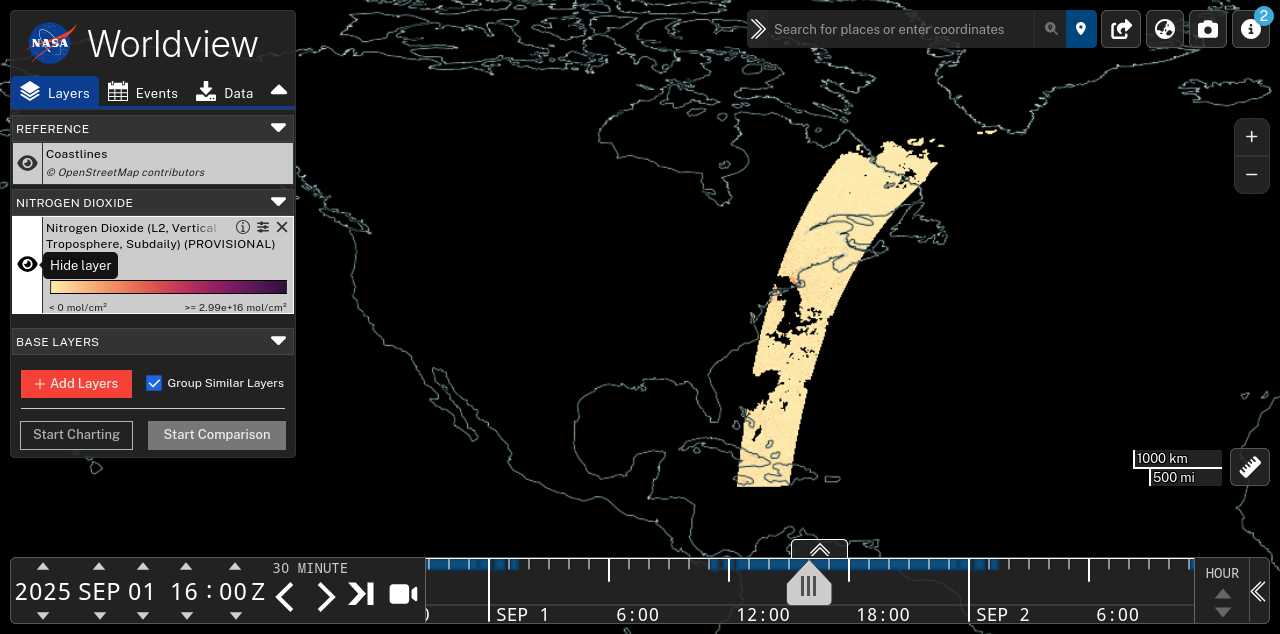 NASA Worldview
Search for places or enter coordinates
2
Layers
Events
Data
REFERENCE
Coastlines
© OpenStreetMap contributors
NITROGEN DIOXIDE
Nitrogen Dioxide (L2, Vertical
Troposphere, Subdaily) (PROVISIONAL)
Hide layer
< 0 mol/cm²
>= 2.99e+16 mol/cm²
BASE LAYERS
+ Add Layers
Group Similar Layers
Start Charting
Start Comparison
+
−
1000 km
500 mi
2025 SEP 01 16 : 00 Z
30 MINUTE
SEP 1
6:00
12:00
18:00
SEP 2
6:00
HOUR